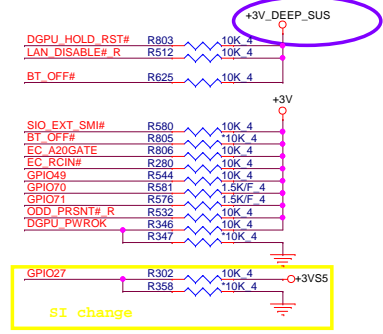 +3V_DEEP_SUS
DGPU_HOLD_RST# R803 10K_4
LAN_DISABLE#_R R512 10K_4
BT_OFF# R625 10K_4
+3V
SIO_EXT_SMI# R580 10K_4
BT_OFF# R805 *10K_4
EC_A20GATE R806 10K_4
EC_RCIN# R280 10K_4
GPIO49 R544 10K_4
GPIO70 R581 1.5K/F_4
GPIO71 R576 1.5K/F_4
ODD_PRSNT#_R R532 10K_4
DGPU_PWROK R346 10K_4
R347 *10K_4
GPIO27 R302 10K_4 +3VS5
R358 *10K_4
SI change